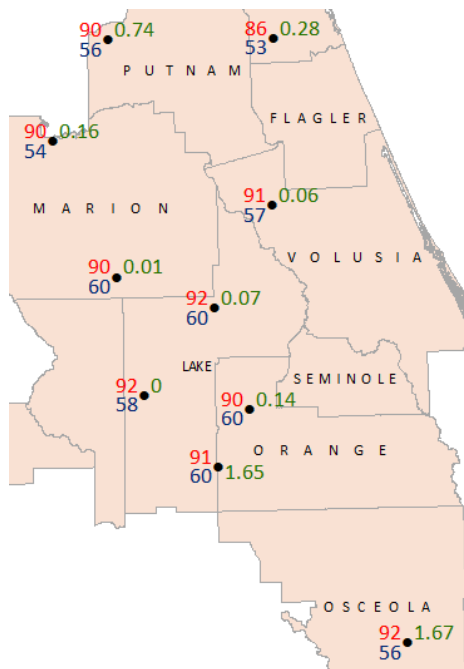 90 0.74
56
86 0.28
53
PUTNAM
FLAGLER
90 0.16
54
91 0.06
57
MARION
VOLUSIA
90 0.01
60
92 0.07
60
LAKE
SEMINOLE
92 0
58
90 0.14
60
ORANGE
91
60 1.65
OSCEOLA
92 1.67
56